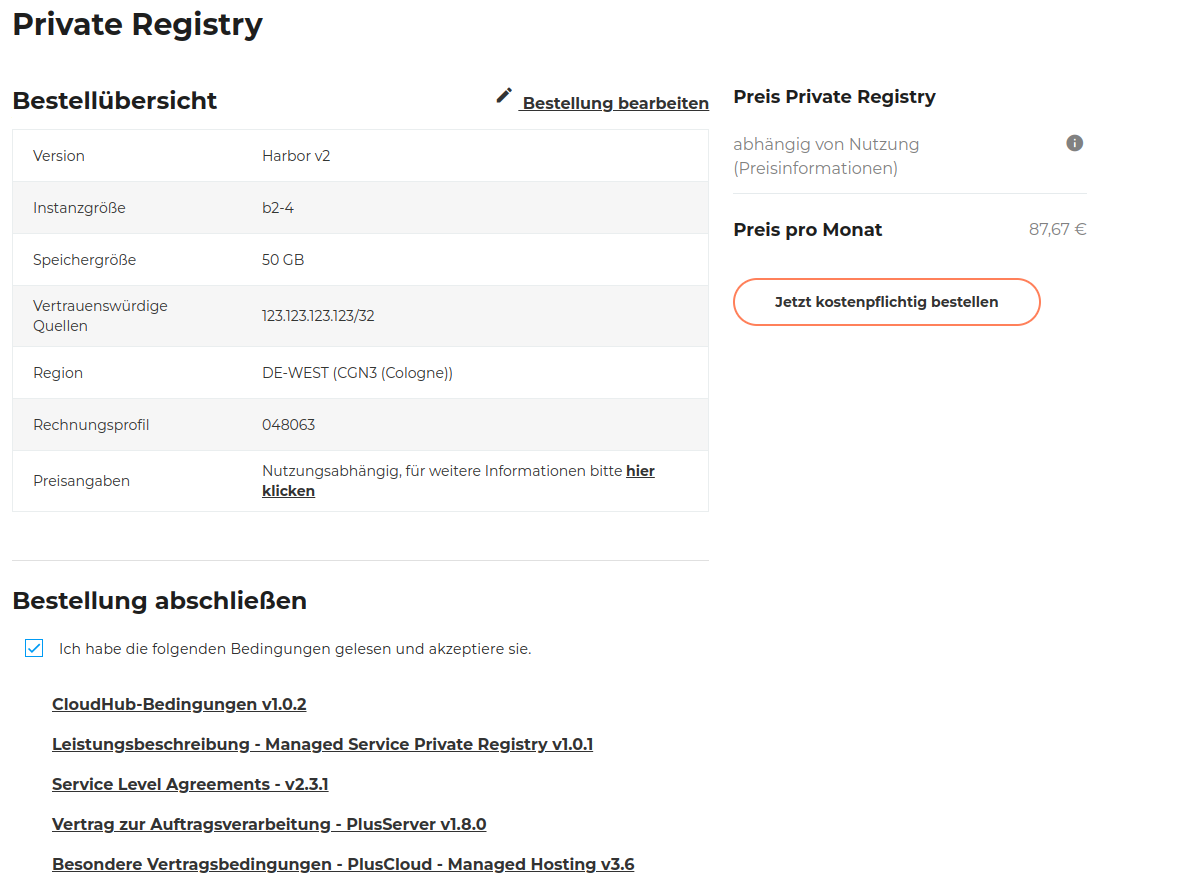 Private Registry
Bestellübersicht
Bestellung bearbeiten
Version Harbor v2
Instanzgröße b2-4
Speichergröße 50 GB
Vertrauenswürdige
Quellen
123.123.123.123/32
Region DE-WEST (CGN3 (Cologne))
Rechnungsprofil 048063
Preisangaben
Nutzungsabhängig, für weitere Informationen bitte hier
klicken
Preis Private Registry
abhängig von Nutzung
(Preisinformationen)
Preis pro Monat 87,67 €
Jetzt kostenpflichtig bestellen
Bestellung abschließen
Ich habe die folgenden Bedingungen gelesen und akzeptiere sie.
CloudHub-Bedingungen v1.0.2
Leistungsbeschreibung - Managed Service Private Registry v1.0.1
Service Level Agreements - v2.3.1
Vertrag zur Auftragsverarbeitung - PlusServer v1.8.0
Besondere Vertragsbedingungen - PlusCloud - Managed Hosting v3.6